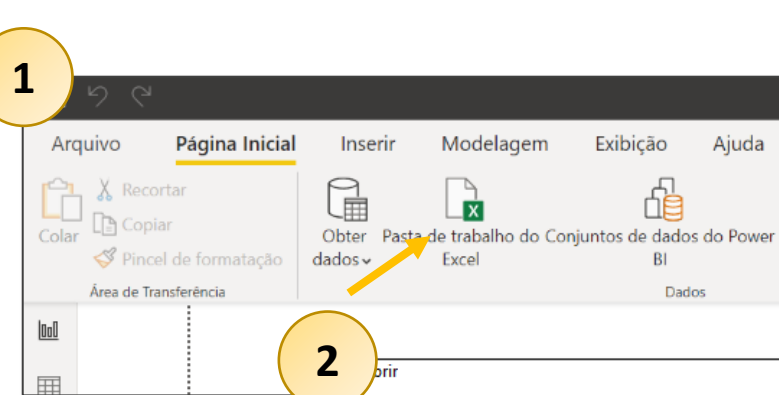 1
Arquivo Página Inicial Inserir Modelagem Exibição Ajuda
Recortar
Copiar
Colar
Pincel de formatação
Área de Transferência
Obter dados
Pasta de trabalho do Excel
Conjuntos de dados do Power BI
Dados
2